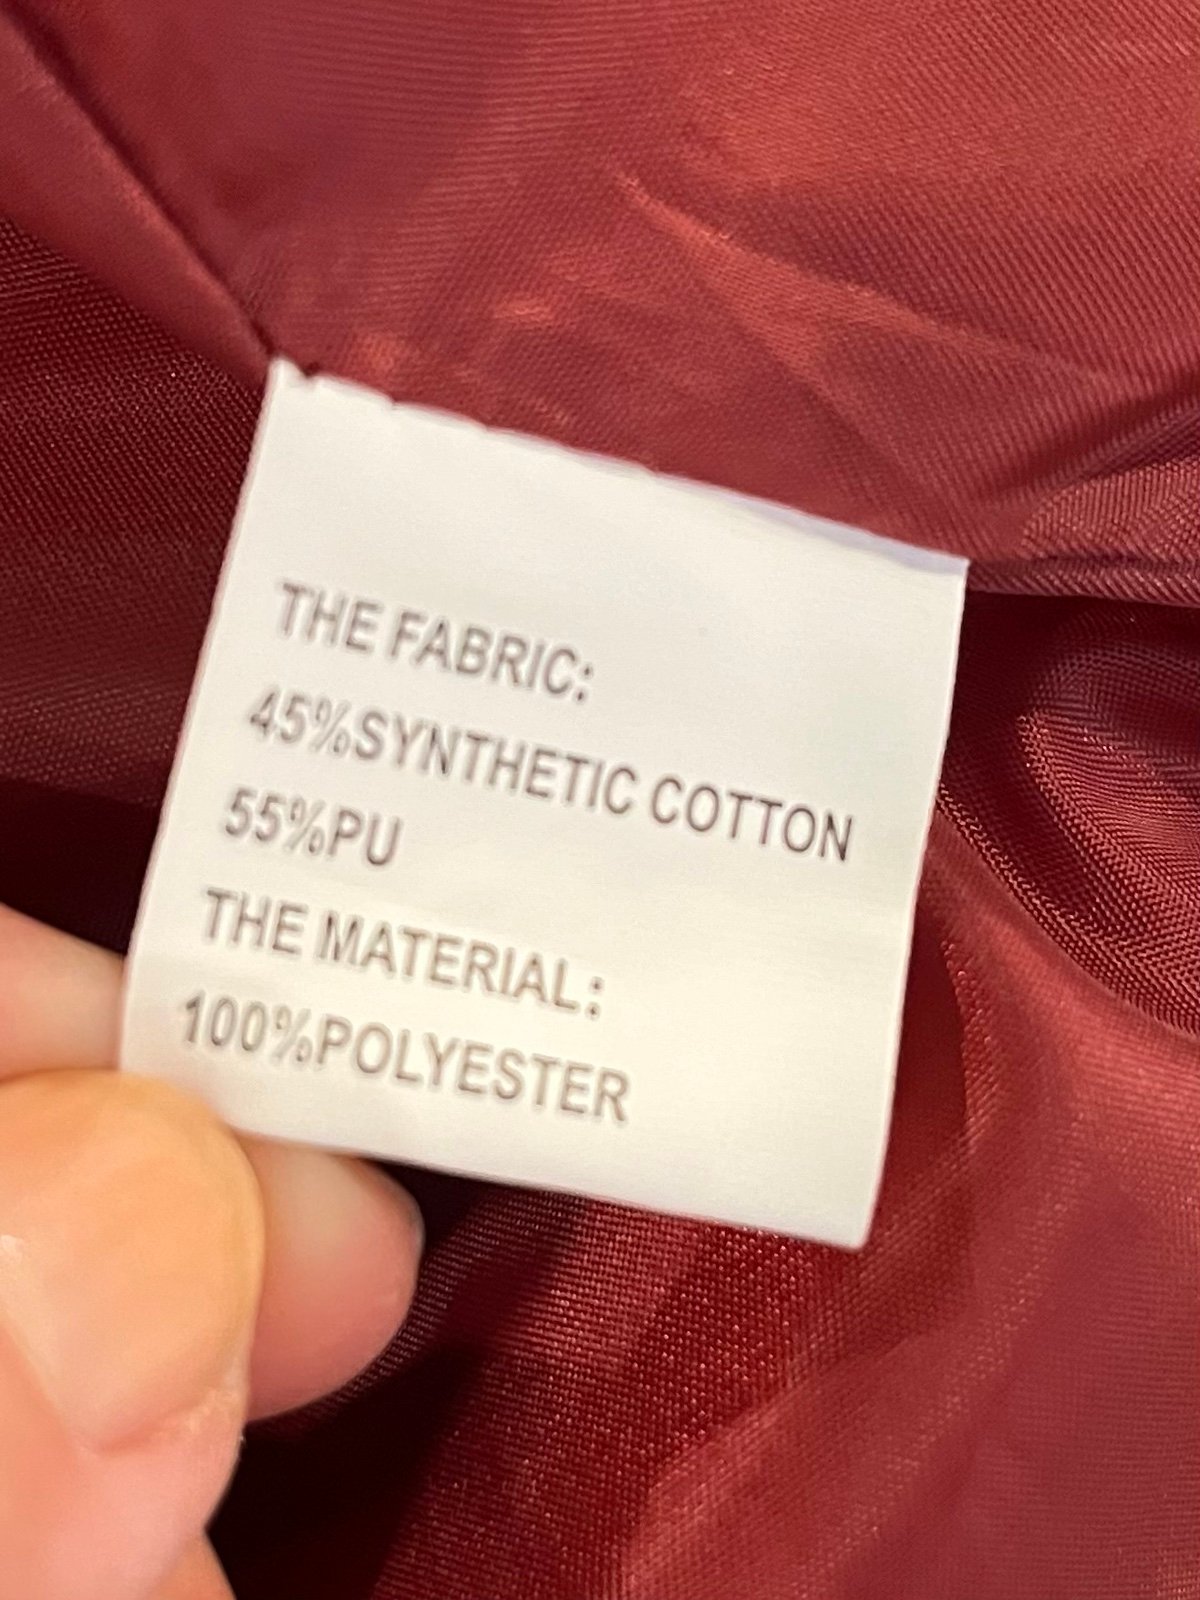 THE FABRIC:
45%SYNTHETIC COTTON
55%PU
THE MATERIAL:
100%POLYESTER